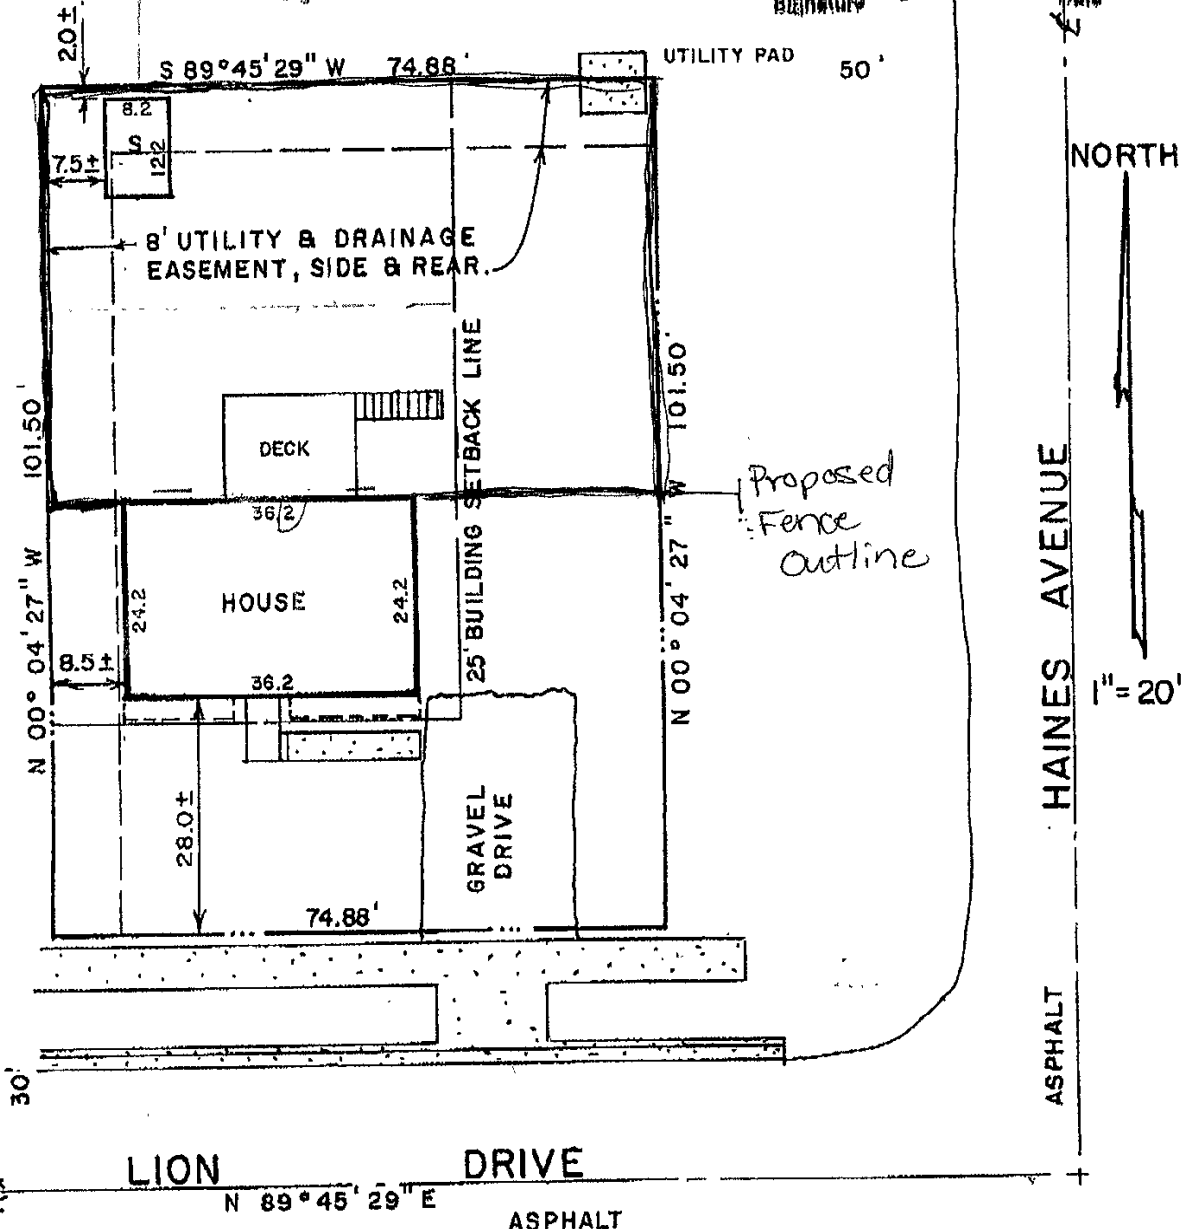 2.0±
S 89°45'29" W 74.88'
UTILITY PAD
50'
NORTH
8.2
S
12.2
7.5±
8' UTILITY & DRAINAGE
EASEMENT, SIDE & REAR.
101.50'
101.50'
25' BUILDING SETBACK LINE
DECK
36.2
Proposed
Fence
Outline
HOUSE
24.2
24.2
N 00° 04' 27" W
N 00° 04' 27" W
8.5±
36.2
1"=20'
HAINES AVENUE
28.0±
GRAVEL
DRIVE
74.88'
ASPHALT
30'
LION DRIVE
N 89°45'29" E
ASPHALT